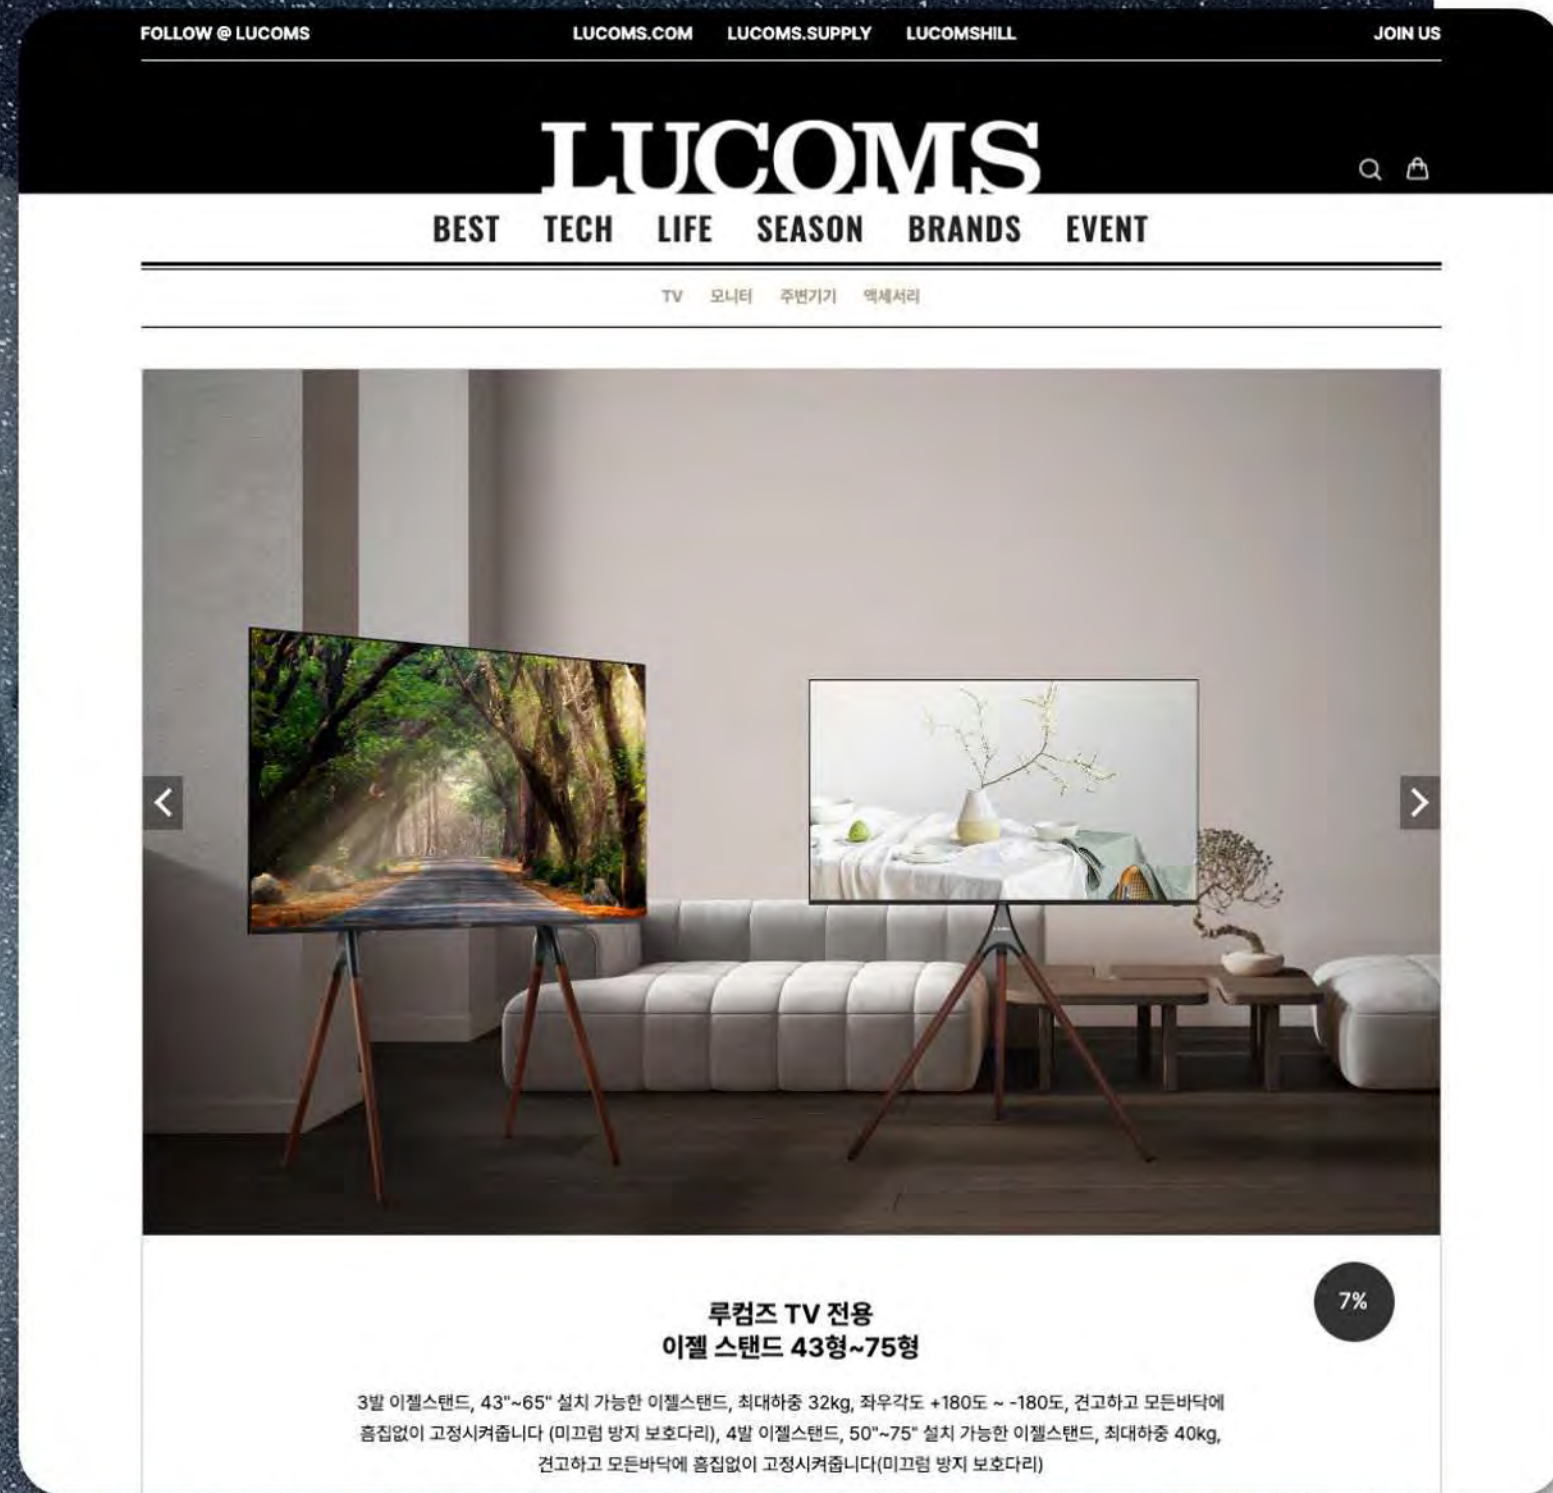 FOLLOW @ LUCOMS LUCOMS.COM LUCOMS.SUPPLY LUCOMSHILL JOIN US
LUCOMS
BEST TECH LIFE SEASON BRANDS EVENT
TV 모니터 주변기기 액세서리
7%
루컴즈 TV 전용
이젤 스탠드 43형~75형
3발 이젤스탠드, 43"~65" 설치 가능한 이젤스탠드, 최대하중 32kg, 좌우각도 +180도 ~ -180도, 견고하고 모든바닥에
흠집없이 고정시켜줍니다 (미끄럼 방지 보호다리), 4발 이젤스탠드, 50"~75" 설치 가능한 이젤스탠드, 최대하중 40kg,
견고하고 모든바닥에 흠집없이 고정시켜줍니다(미끄럼 방지 보호다리)